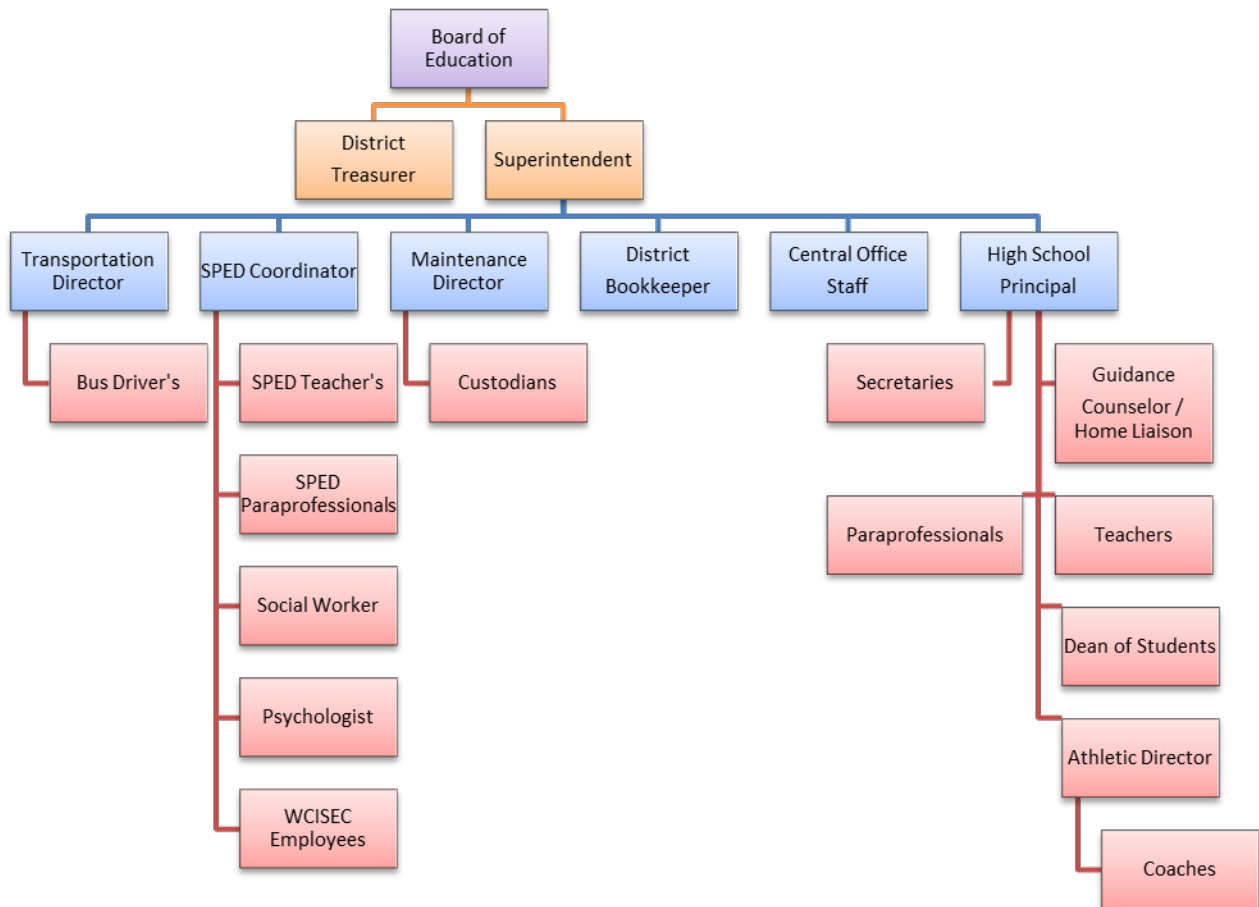 Board of
Education
District
Treasurer
Superintendent
Transportation
Director
SPED Coordinator
Maintenance
Director
District
Bookkeeper
Central Office
Staff
High School
Principal
Bus Driver's
SPED Teacher's
Custodians
Secretaries
Guidance
Counselor /
Home Liaison
SPED
Paraprofessionals
Paraprofessionals
Teachers
Social Worker
Dean of Students
Psychologist
Athletic Director
WCISEC
Employees
Coaches